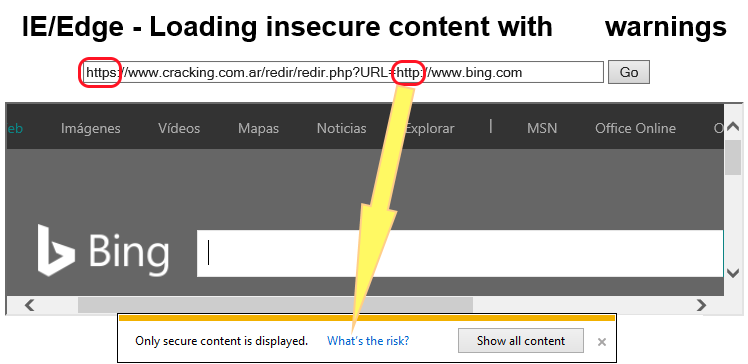 IE/Edge - Loading insecure content with warnings
https://www.cracking.com.ar/redir/redir.php?URL=http://www.bing.com Go
eb Imágenes Vídeos Mapas Noticias Explorar | MSN Office Online O
Bing
Only secure content is displayed. What's the risk? Show all content ×